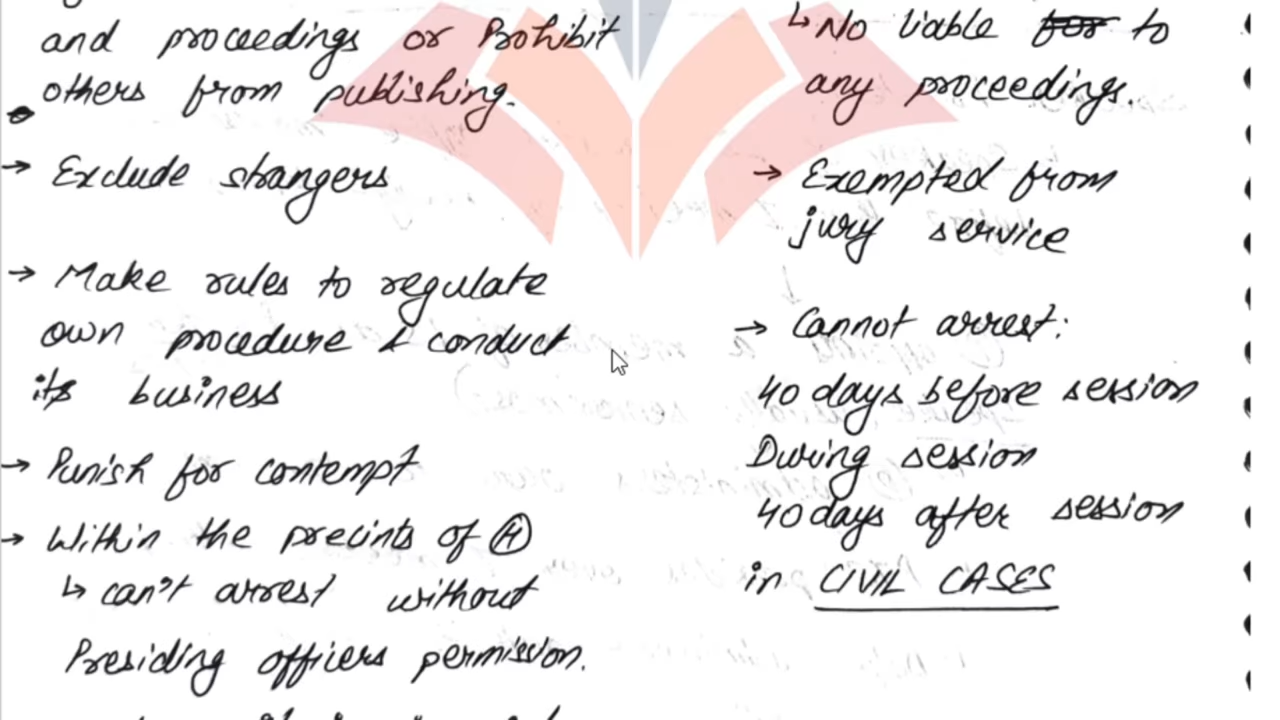 and proceedings or Prohibit
others from publishing.
→ Exclude strangers
→ Make rules to regulate
own procedure & conduct
its business
→ Punish for contempt
→ Within the precints of H
↳ can't arrest without
Presiding officers permission.
↳ No liable for to
any proceedings.
→ Exempted from
jury service
→ Cannot arrest:
40 days before session
During session
40 days after session
in CIVIL CASES